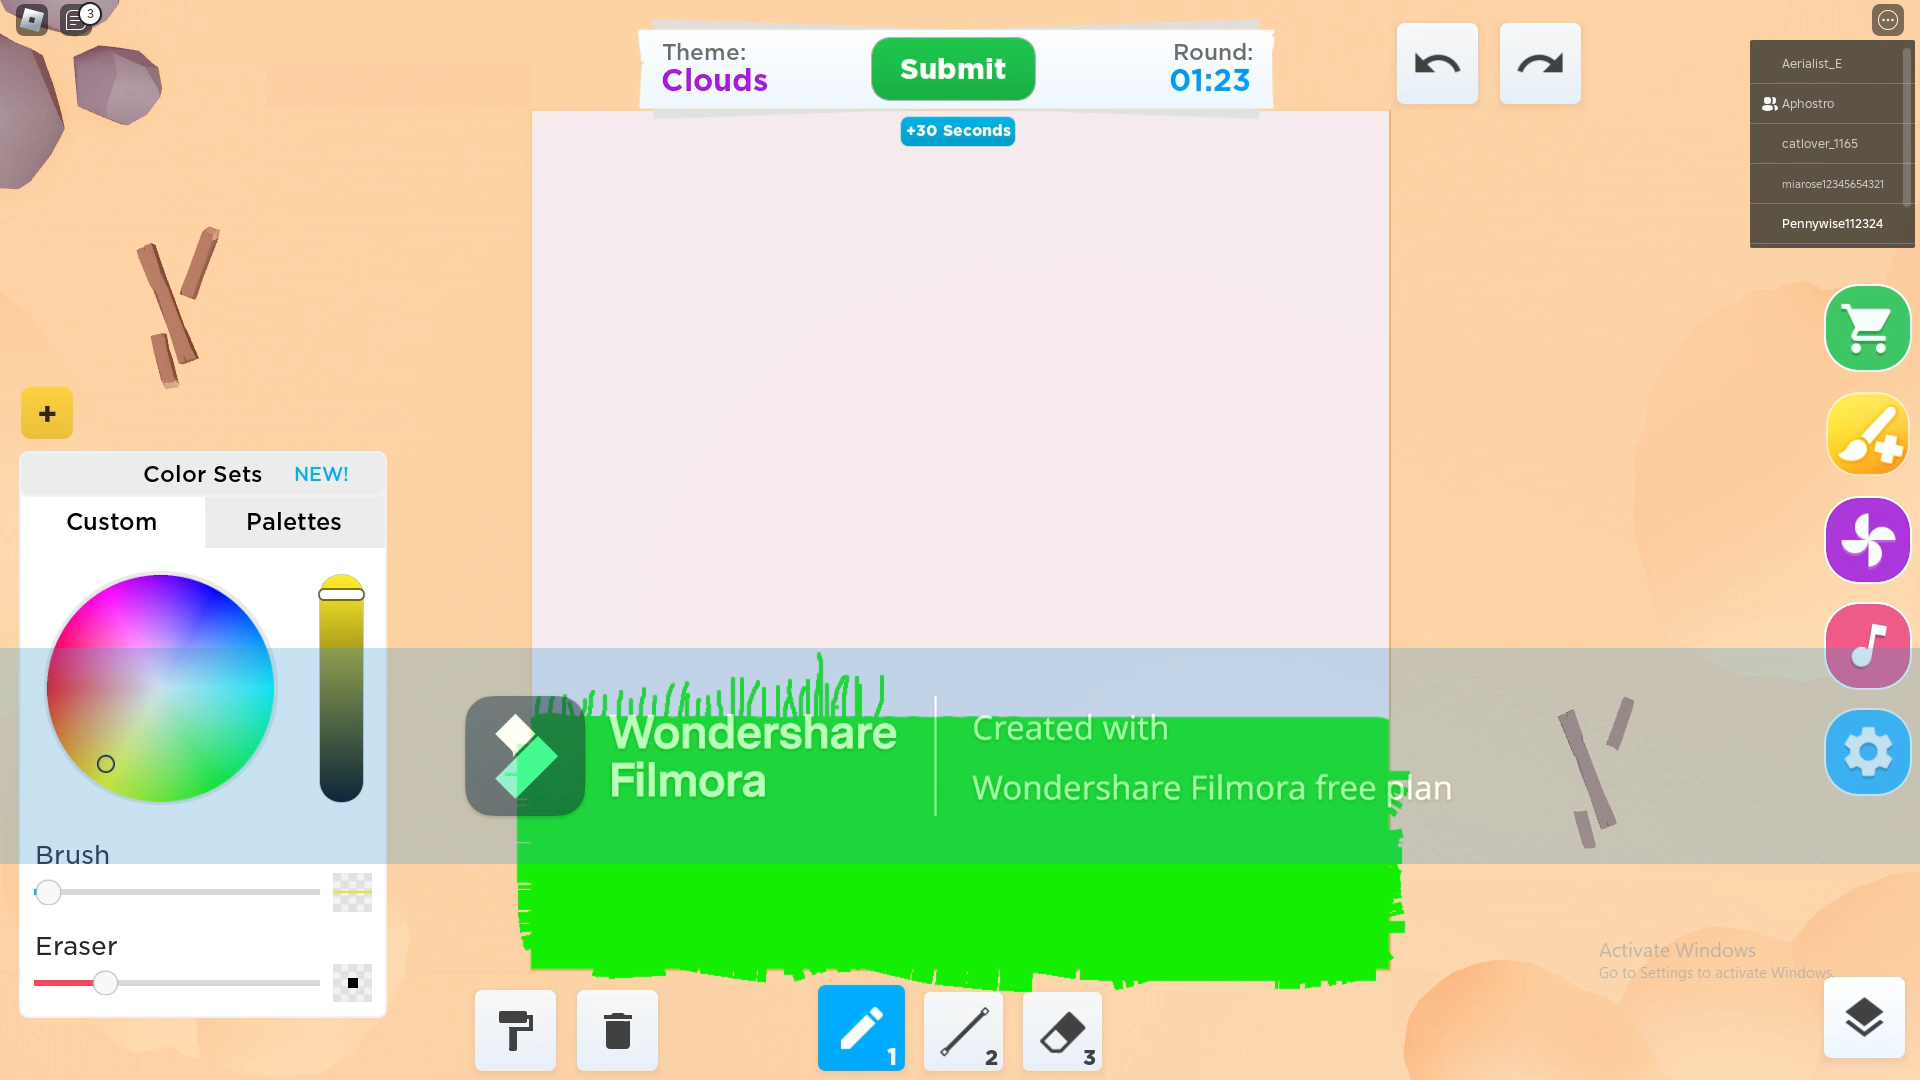 3
Theme:
Clouds
Submit
Round:
01:23
+30 Seconds
Aerialist_E
Aphostro
catlover_1165
miarose12345654321
Pennywise112324
+
Color Sets NEW!
Custom Palettes
Wondershare
Filmora
Created with
Wondershare Filmora free plan
Brush
Eraser
Activate Windows
Go to Settings to activate Windows.
1
2
3